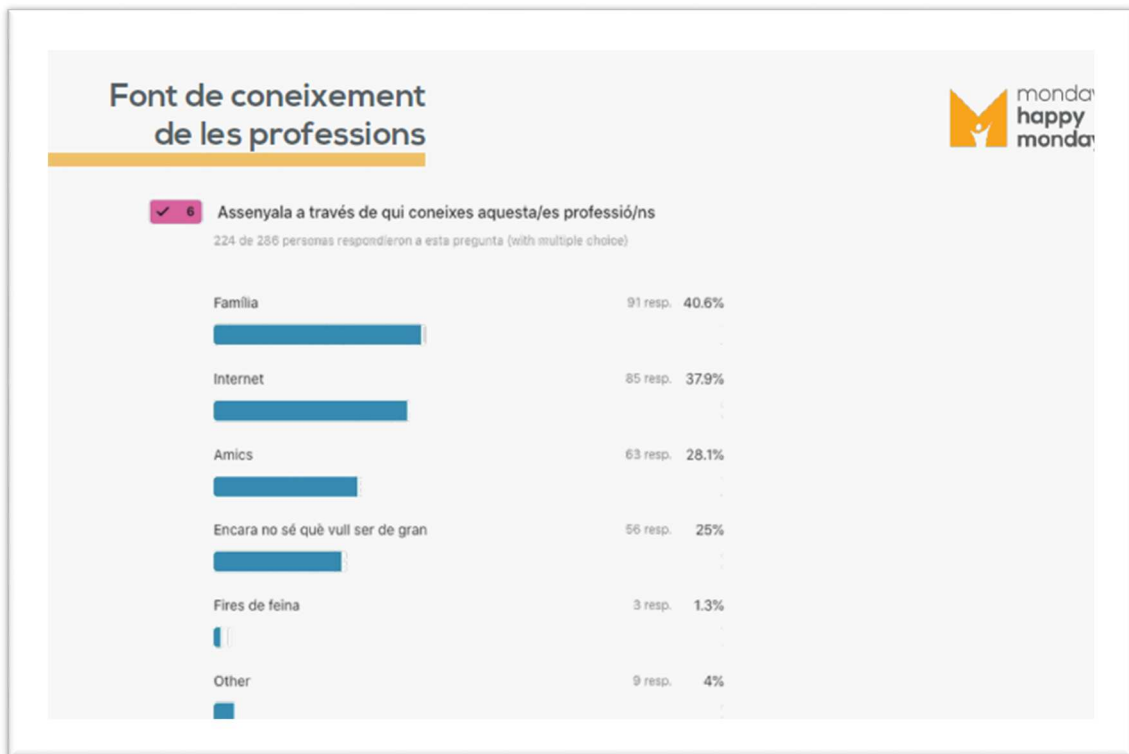 Font de coneixement
de les professions
monday
happy
monday
6 Assenyala a través de qui coneixes aquesta/es professió/ns
224 de 286 personas respondieron a esta pregunta (with multiple choice)
Família 91 resp. 40.6%
Internet 85 resp. 37.9%
Amics 63 resp. 28.1%
Encara no sé què vull ser de gran 56 resp. 25%
Fires de feina 3 resp. 1.3%
Other 9 resp. 4%